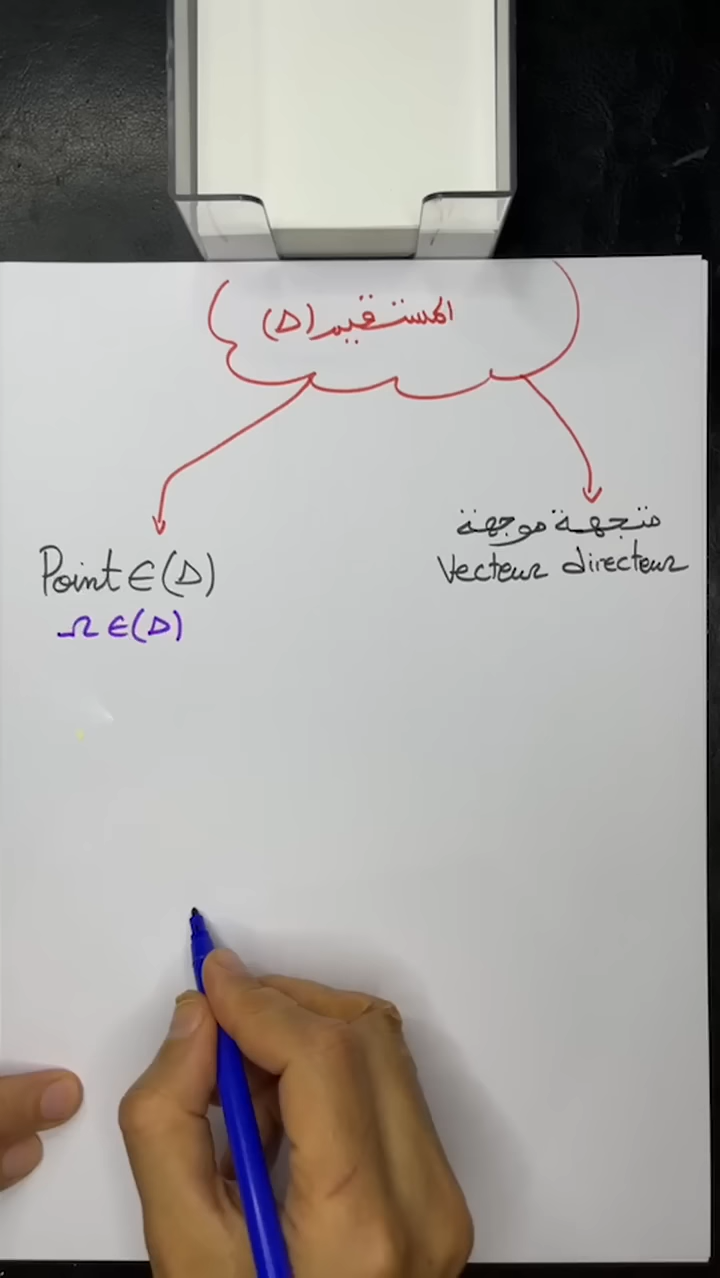 المستقيم (D)
متجهة موجهة
Point ∈ (D)
Vecteur directeur
Ω ∈ (D)